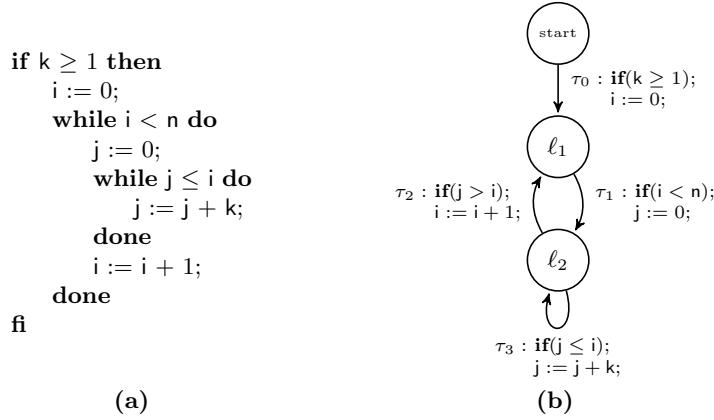 if k ≥ 1 then
i := 0;
while i < n do
j := 0;
while j ≤ i do
j := j + k;
done
i := i + 1;
done
fi
(a)
start
τ0 : if(k ≥ 1);
i := 0;
ℓ1
τ2 : if(j > i);
i := i + 1;
τ1 : if(i < n);
j := 0;
ℓ2
τ3 : if(j ≤ i);
j := j + k;
(b)